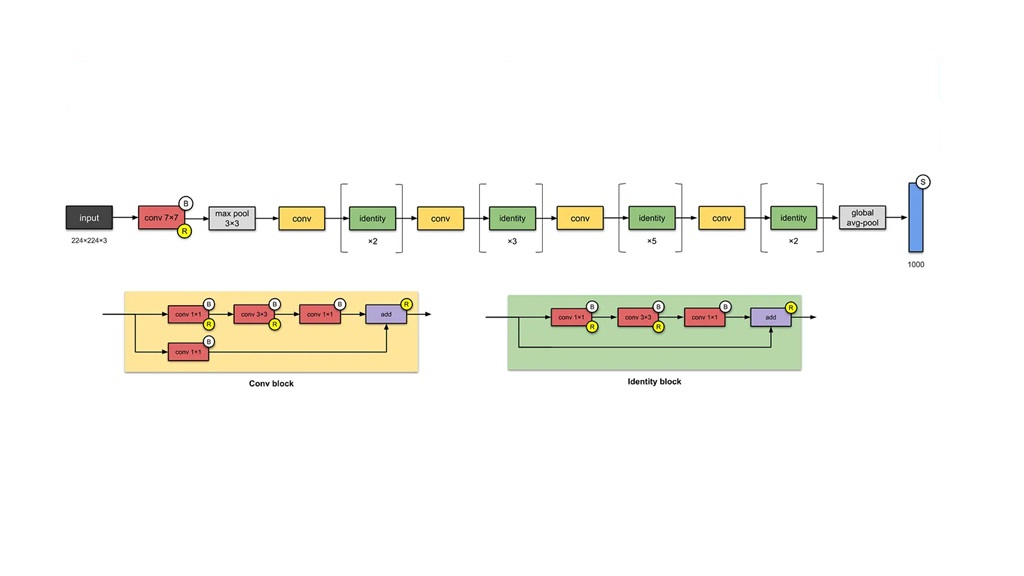 input
224×224×3
conv 7×7
B
R
max pool
3×3
conv
identity
×2
conv
identity
×3
conv
identity
×5
conv
identity
×2
global
avg-pool
S
1000
conv 1×1
B
R
conv 3×3
B
R
conv 1×1
B
add
R
conv 1×1
B
Conv block
conv 1×1
B
R
conv 3×3
B
R
conv 1×1
B
add
R
Identity block